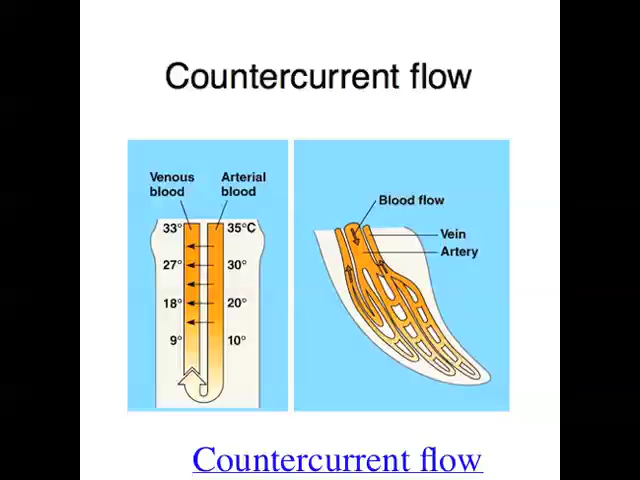 Countercurrent flow
Venous blood
Arterial blood
33° 35°C
27° 30°
18° 20°
9° 10°
Blood flow
Vein
Artery
Countercurrent flow